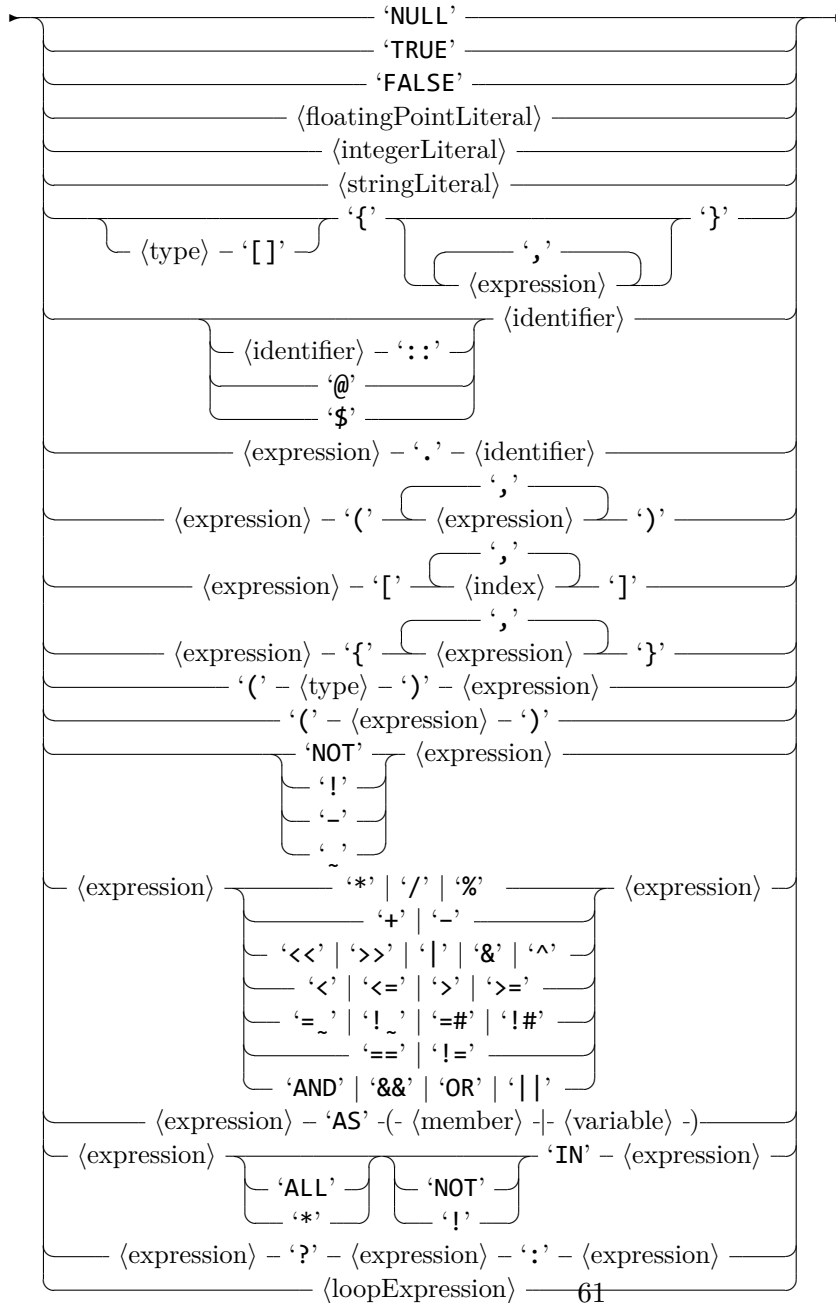 ‘NULL’
‘TRUE’
‘FALSE’
⟨floatingPointLiteral⟩
⟨integerLiteral⟩
⟨stringLiteral⟩
⟨type⟩ – ‘[]’ ‘{’ ‘,’ ⟨expression⟩ ‘}’
⟨identifier⟩ – ‘::’ ⟨identifier⟩
‘@’
‘$’
⟨expression⟩ – ‘.’ – ⟨identifier⟩
‘,’
⟨expression⟩ – ‘(’ ⟨expression⟩ ‘)’
‘,’
⟨expression⟩ – ‘[’ ⟨index⟩ ‘]’
‘,’
⟨expression⟩ – ‘{’ ⟨expression⟩ ‘}’
‘(’ – ⟨type⟩ – ‘)’ – ⟨expression⟩
‘(’ – ⟨expression⟩ – ‘)’
‘NOT’ ⟨expression⟩
‘!’
‘-’
‘~’
⟨expression⟩ ‘*’ | ‘/’ | ‘%’ ⟨expression⟩
‘+’ | ‘-’
‘<<’ | ‘>>’ | ‘|’ | ‘&’ | ‘^’
‘<’ | ‘<=’ | ‘>’ | ‘>=’
‘=~’ | ‘!~’ | ‘=#’ | ‘!#’
‘==’ | ‘!=’
‘AND’ | ‘&&’ | ‘OR’ | ‘||’
⟨expression⟩ – ‘AS’ -(- ⟨member⟩ -|- ⟨variable⟩ -)
⟨expression⟩ ‘IN’ – ⟨expression⟩
‘ALL’ ‘NOT’
‘*’ ‘!’
⟨expression⟩ – ‘?’ – ⟨expression⟩ – ‘:’ – ⟨expression⟩
⟨loopExpression⟩ 61